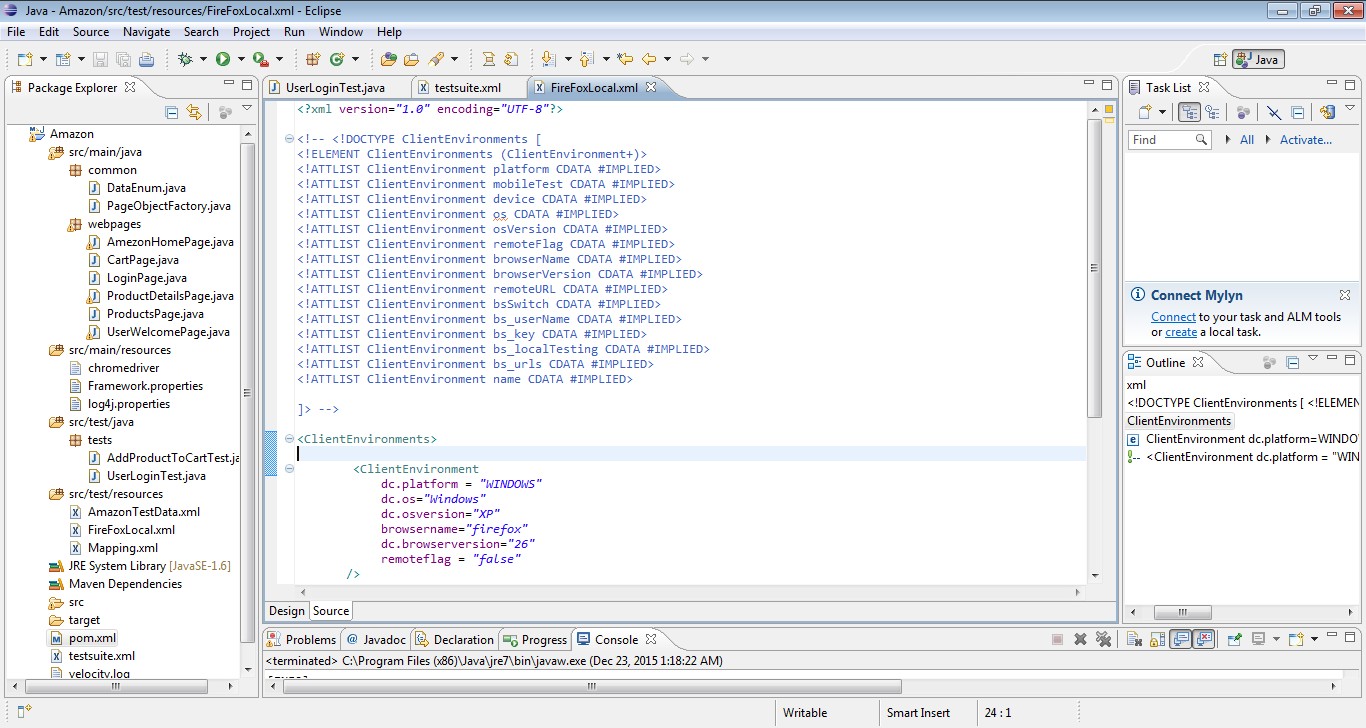 Java - Amazon/src/test/resources/FireFoxLocal.xml - Eclipse
File Edit Source Navigate Search Project Run Window Help
Java
Package Explorer
Amazon
src/main/java
common
DataEnum.java
PageObjectFactory.java
webpages
AmezonHomePage.java
CartPage.java
LoginPage.java
ProductDetailsPage.java
ProductsPage.java
UserWelcomePage.java
src/main/resources
chromedriver
Framework.properties
log4j.properties
src/test/java
tests
AddProductToCartTest.ja
UserLoginTest.java
src/test/resources
AmazonTestData.xml
FireFoxLocal.xml
Mapping.xml
JRE System Library [JavaSE-1.6]
Maven Dependencies
src
target
pom.xml
testsuite.xml
velocity.log
UserLoginTest.java testsuite.xml FireFoxLocal.xml
<?xml version="1.0" encoding="UTF-8"?>
<!-- <!DOCTYPE ClientEnvironments [
<!ELEMENT ClientEnvironments (ClientEnvironment+)>
<!ATTLIST ClientEnvironment platform CDATA #IMPLIED>
<!ATTLIST ClientEnvironment mobileTest CDATA #IMPLIED>
<!ATTLIST ClientEnvironment device CDATA #IMPLIED>
<!ATTLIST ClientEnvironment os CDATA #IMPLIED>
<!ATTLIST ClientEnvironment osVersion CDATA #IMPLIED>
<!ATTLIST ClientEnvironment remoteFlag CDATA #IMPLIED>
<!ATTLIST ClientEnvironment browserName CDATA #IMPLIED>
<!ATTLIST ClientEnvironment browserVersion CDATA #IMPLIED>
<!ATTLIST ClientEnvironment remoteURL CDATA #IMPLIED>
<!ATTLIST ClientEnvironment bsSwitch CDATA #IMPLIED>
<!ATTLIST ClientEnvironment bs_userName CDATA #IMPLIED>
<!ATTLIST ClientEnvironment bs_key CDATA #IMPLIED>
<!ATTLIST ClientEnvironment bs_localTesting CDATA #IMPLIED>
<!ATTLIST ClientEnvironment bs_urls CDATA #IMPLIED>
<!ATTLIST ClientEnvironment name CDATA #IMPLIED>
]> -->
<ClientEnvironments>
<ClientEnvironment
dc.platform = "WINDOWS"
dc.os="Windows"
dc.osversion="XP"
browsername="firefox"
dc.browserversion="26"
remoteflag = "false"
/>
Design Source
Task List
Find All Activate...
Connect Mylyn
Connect to your task and ALM tools
or create a local task.
Outline
xml
<!DOCTYPE ClientEnvironments [ <!ELEMEN
ClientEnvironments
ClientEnvironment dc.platform=WINDO
<ClientEnvironment dc.platform = "WIN
Problems Javadoc Declaration Progress Console
<terminated> C:\Program Files (x86)\Java\jre7\bin\javaw.exe (Dec 23, 2015 1:18:22 AM)
Writable Smart Insert 24 : 1